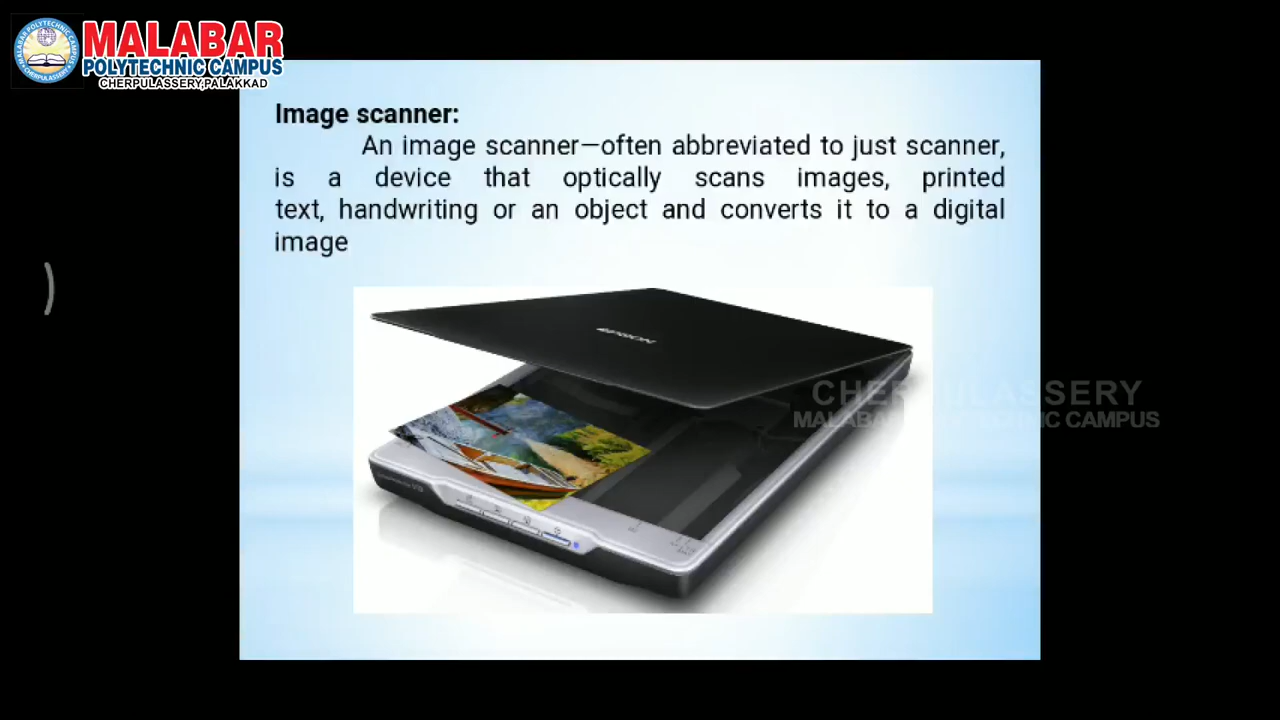 MALABAR
POLYTECHNIC CAMPUS
CHERPULASSERY,PALAKKAD
Image scanner:
An image scanner—often abbreviated to just scanner,
is a device that optically scans images, printed
text, handwriting or an object and converts it to a digital
image
EPSON
CHERPULASSERY
MALABAR POLYTECHNIC CAMPUS